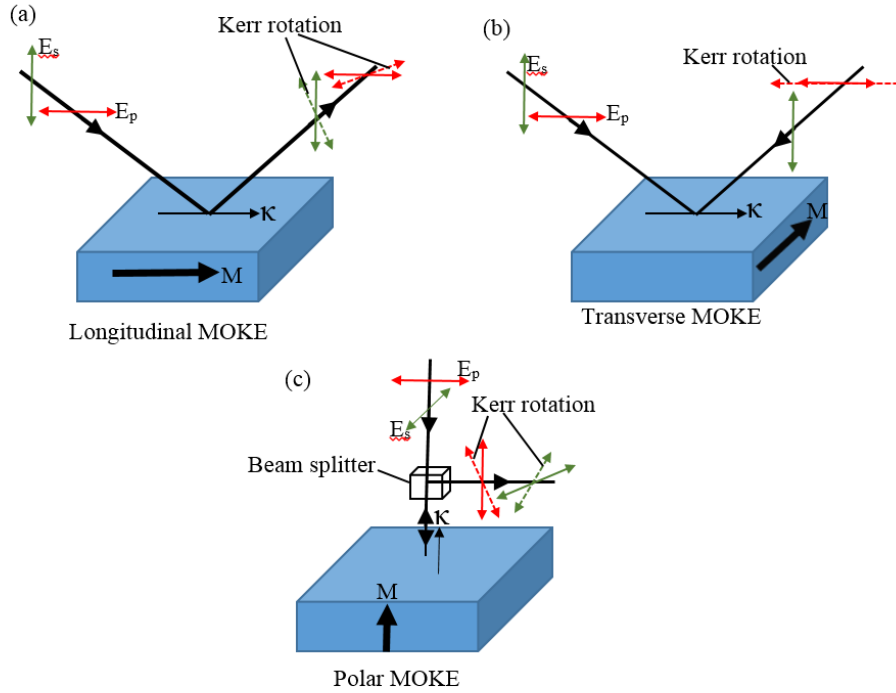 (a)
Kerr rotation
Es
Ep
κ
M
Longitudinal MOKE
(b)
Es
Kerr rotation
Ep
κ
M
Transverse MOKE
(c)
Ep
Kerr rotation
Es
Beam splitter
κ
M
Polar MOKE